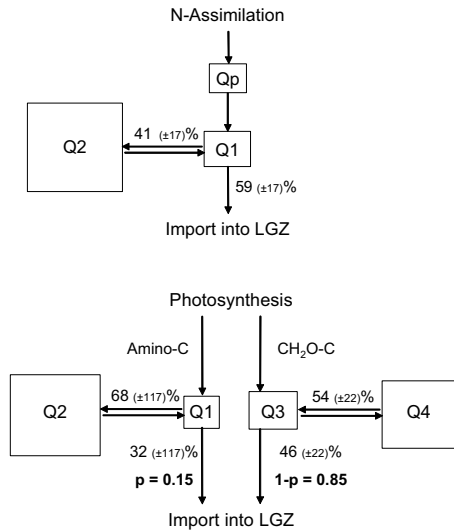 N-Assimilation
Qp
41 (±17)%
Q2
Q1
59 (±17)%
Import into LGZ
Photosynthesis
Amino-C
CH₂O-C
68 (±117)%
54 (±22)%
Q2
Q1
Q3
Q4
32 (±117)%
46 (±22)%
p = 0.15
1-p = 0.85
Import into LGZ